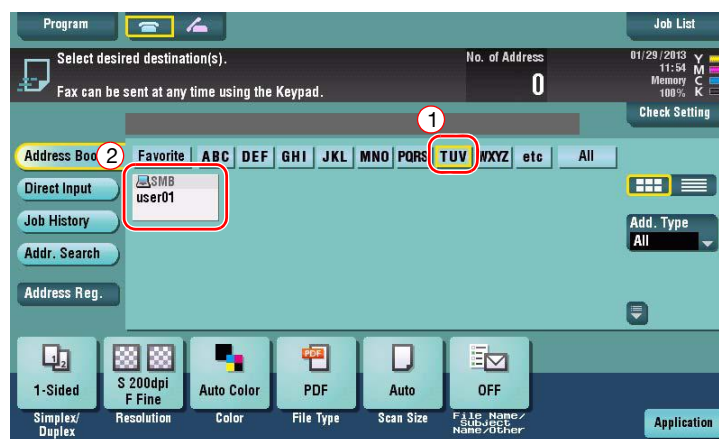 Program
Job List
Select desired destination(s).
No. of Address
01/29/2013
11:54
Memory
100%
Y
M
C
K
Fax can be sent at any time using the Keypad.
0
Check Setting
1
Address Boo
2
Favorite ABC DEF GHI JKL MNO PQRS TUV WXYZ etc All
SMB
user01
Direct Input
Job History
Add. Type
All
Addr. Search
Address Reg.
1 2
PDF
1-Sided
S 200dpi
F Fine
Auto Color
PDF
Auto
OFF
Simplex/
Duplex
Resolution
Color
File Type
Scan Size
File Name/
Subject
Name/Other
Application